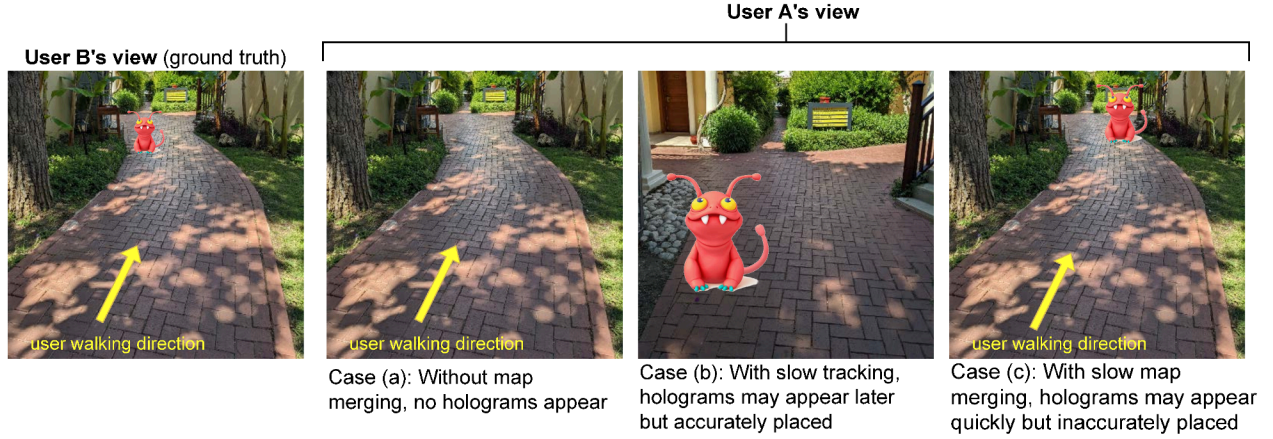 User A's view
User B's view (ground truth)
user walking direction
user walking direction
user walking direction
Case (a): Without map
merging, no holograms appear
Case (b): With slow tracking,
holograms may appear later
but accurately placed
Case (c): With slow map
merging, holograms may appear
quickly but inaccurately placed